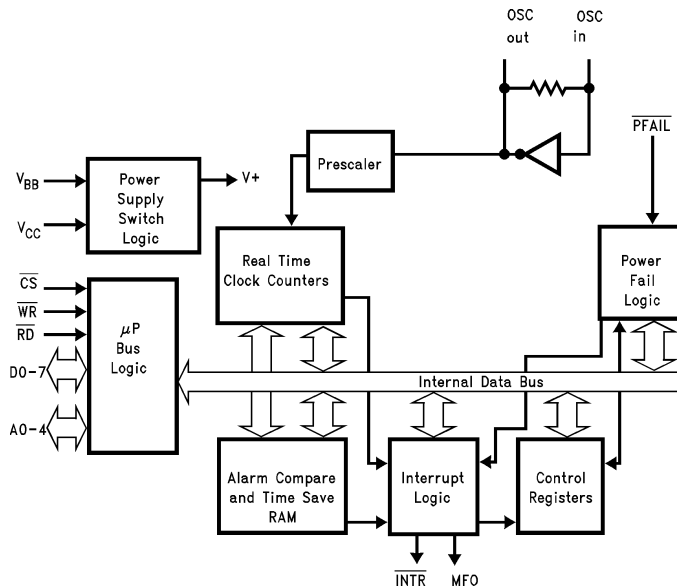 OSC OSC
out in
PFAIL
Prescaler
VBB
VCC
Power
Supply
Switch
Logic
V+
Real Time
Clock Counters
Power
Fail
Logic
CS
WR
RD
D0-7
A0-4
μP
Bus
Logic
Internal Data Bus
Alarm Compare
and Time Save
RAM
Interrupt
Logic
Control
Registers
INTR MFO